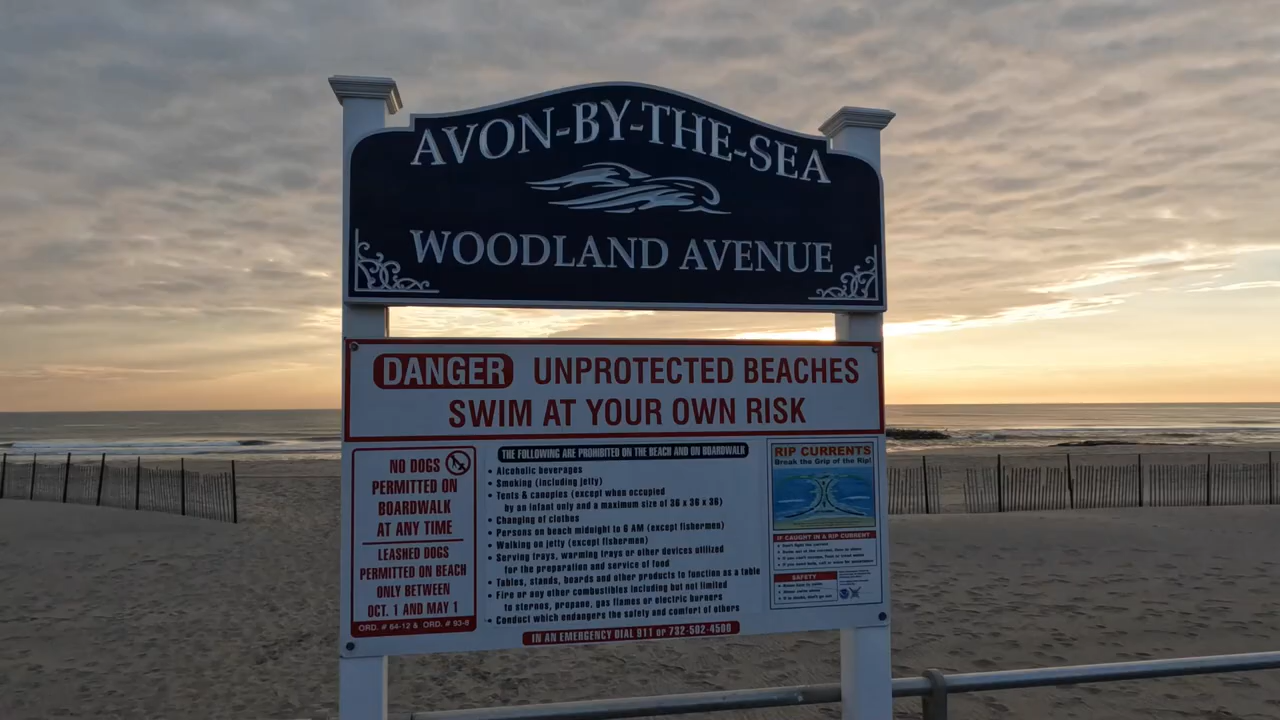 AVON-BY-THE-SEA
WOODLAND AVENUE
DANGER UNPROTECTED BEACHES
SWIM AT YOUR OWN RISK
NO DOGS
PERMITTED ON
BOARDWALK
AT ANY TIME
LEASHED DOGS
PERMITTED ON BEACH
ONLY BETWEEN
OCT. 1 AND MAY 1
ORD. # 64-12 & ORD. # 93-8
THE FOLLOWING ARE PROHIBITED ON THE BEACH AND ON BOARDWALK
• Alcoholic beverages
• Smoking (including jetty)
• Tents & canopies (except when occupied
by an infant only and a maximum size of 36 x 36 x 36)
• Changing of clothes
• Persons on beach midnight to 6 AM (except fishermen)
• Walking on jetty (except fishermen)
• Serving trays, warming trays or other devices utilized
for the preparation and service of food
• Tables, stands, boards and other products to function as a table
• Fire or any other combustibles including but not limited
to sternos, propane, gas flames or electric burners
• Conduct which endangers the safety and comfort of others
IN AN EMERGENCY DIAL 911 or 732-502-4500
RIP CURRENTS
Break the Grip of the Rip!
IF CAUGHT IN A RIP CURRENT
SAFETY